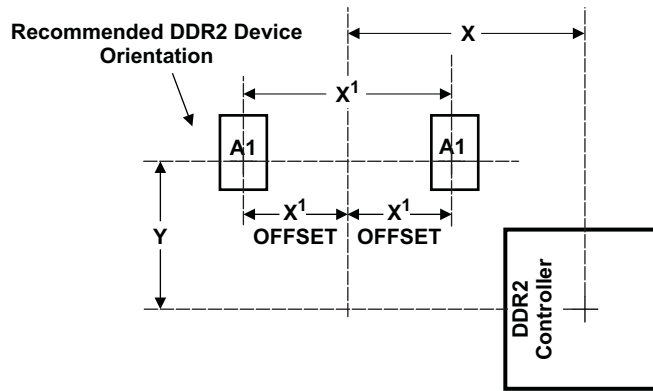 Recommended DDR2 Device
Orientation
X
X¹
A1
A1
X¹
OFFSET
X¹
OFFSET
Y
DDR2
Controller